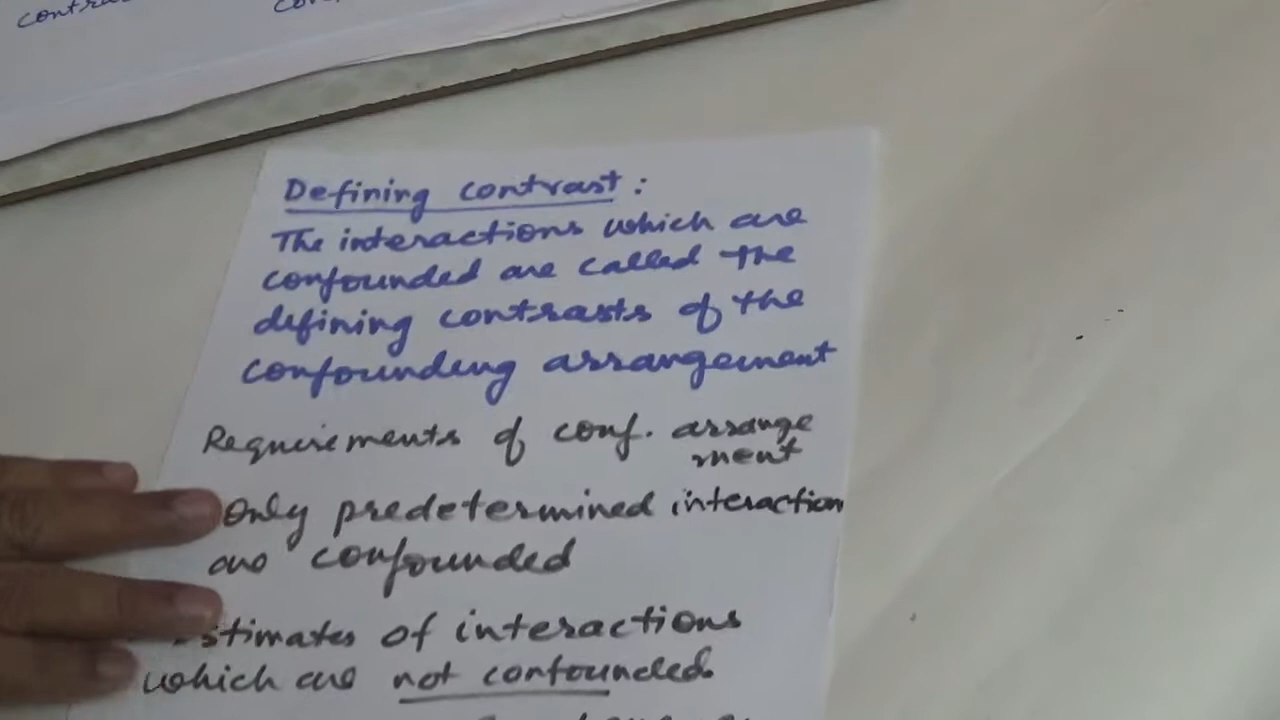 Defining contrast :
The interactions which are
confounded are called the
defining contrasts of the
confounding arrangement
Requirements of conf. arrange
ment
Only predetermined interaction
are confounded
Estimates of interactions
which are not confounded.